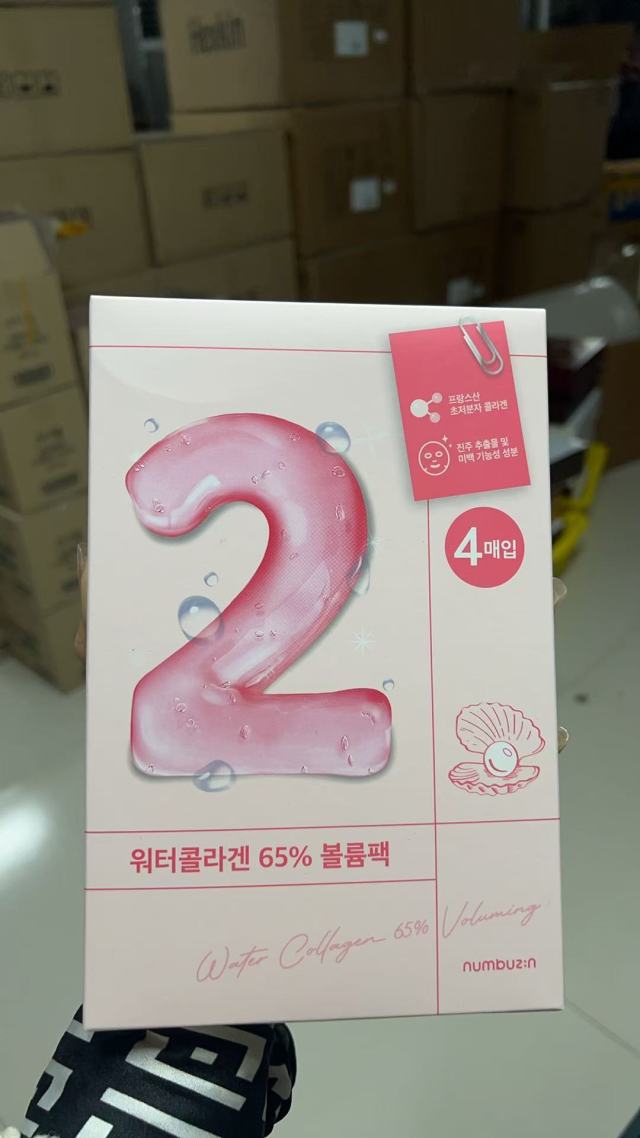 프랑스산
초저분자 콜라겐
진주 추출물 및
미백 기능성 성분
2
4매입
워터콜라겐 65% 볼륨팩
Water Collagen 65% Voluming
numbuz:n